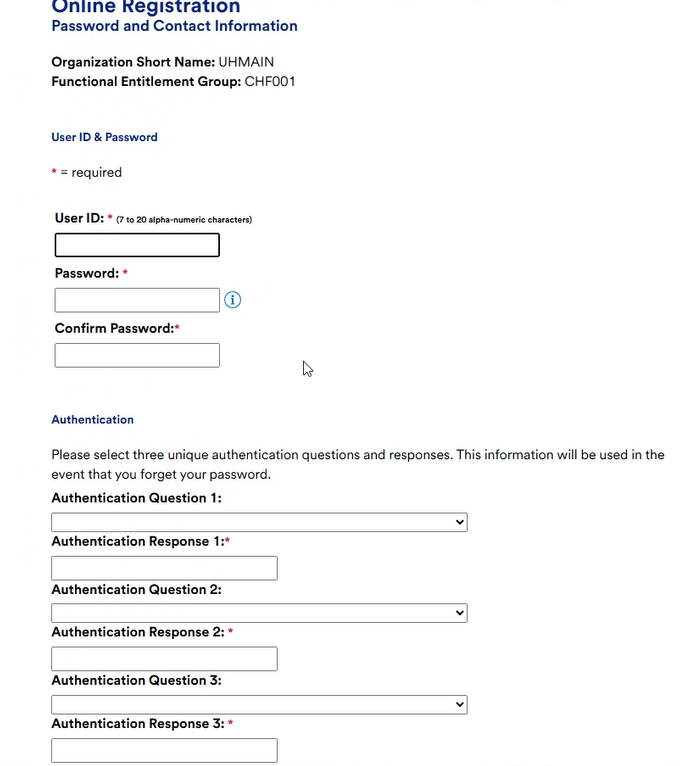 Online Registration
Password and Contact Information
Organization Short Name: UHMAIN
Functional Entitlement Group: CHF001
User ID & Password
* = required
User ID: * (7 to 20 alpha-numeric characters)
Password: *
i
Confirm Password:*
Authentication
Please select three unique authentication questions and responses. This information will be used in the
event that you forget your password.
Authentication Question 1:
Authentication Response 1:*
Authentication Question 2:
Authentication Response 2: *
Authentication Question 3:
Authentication Response 3: *